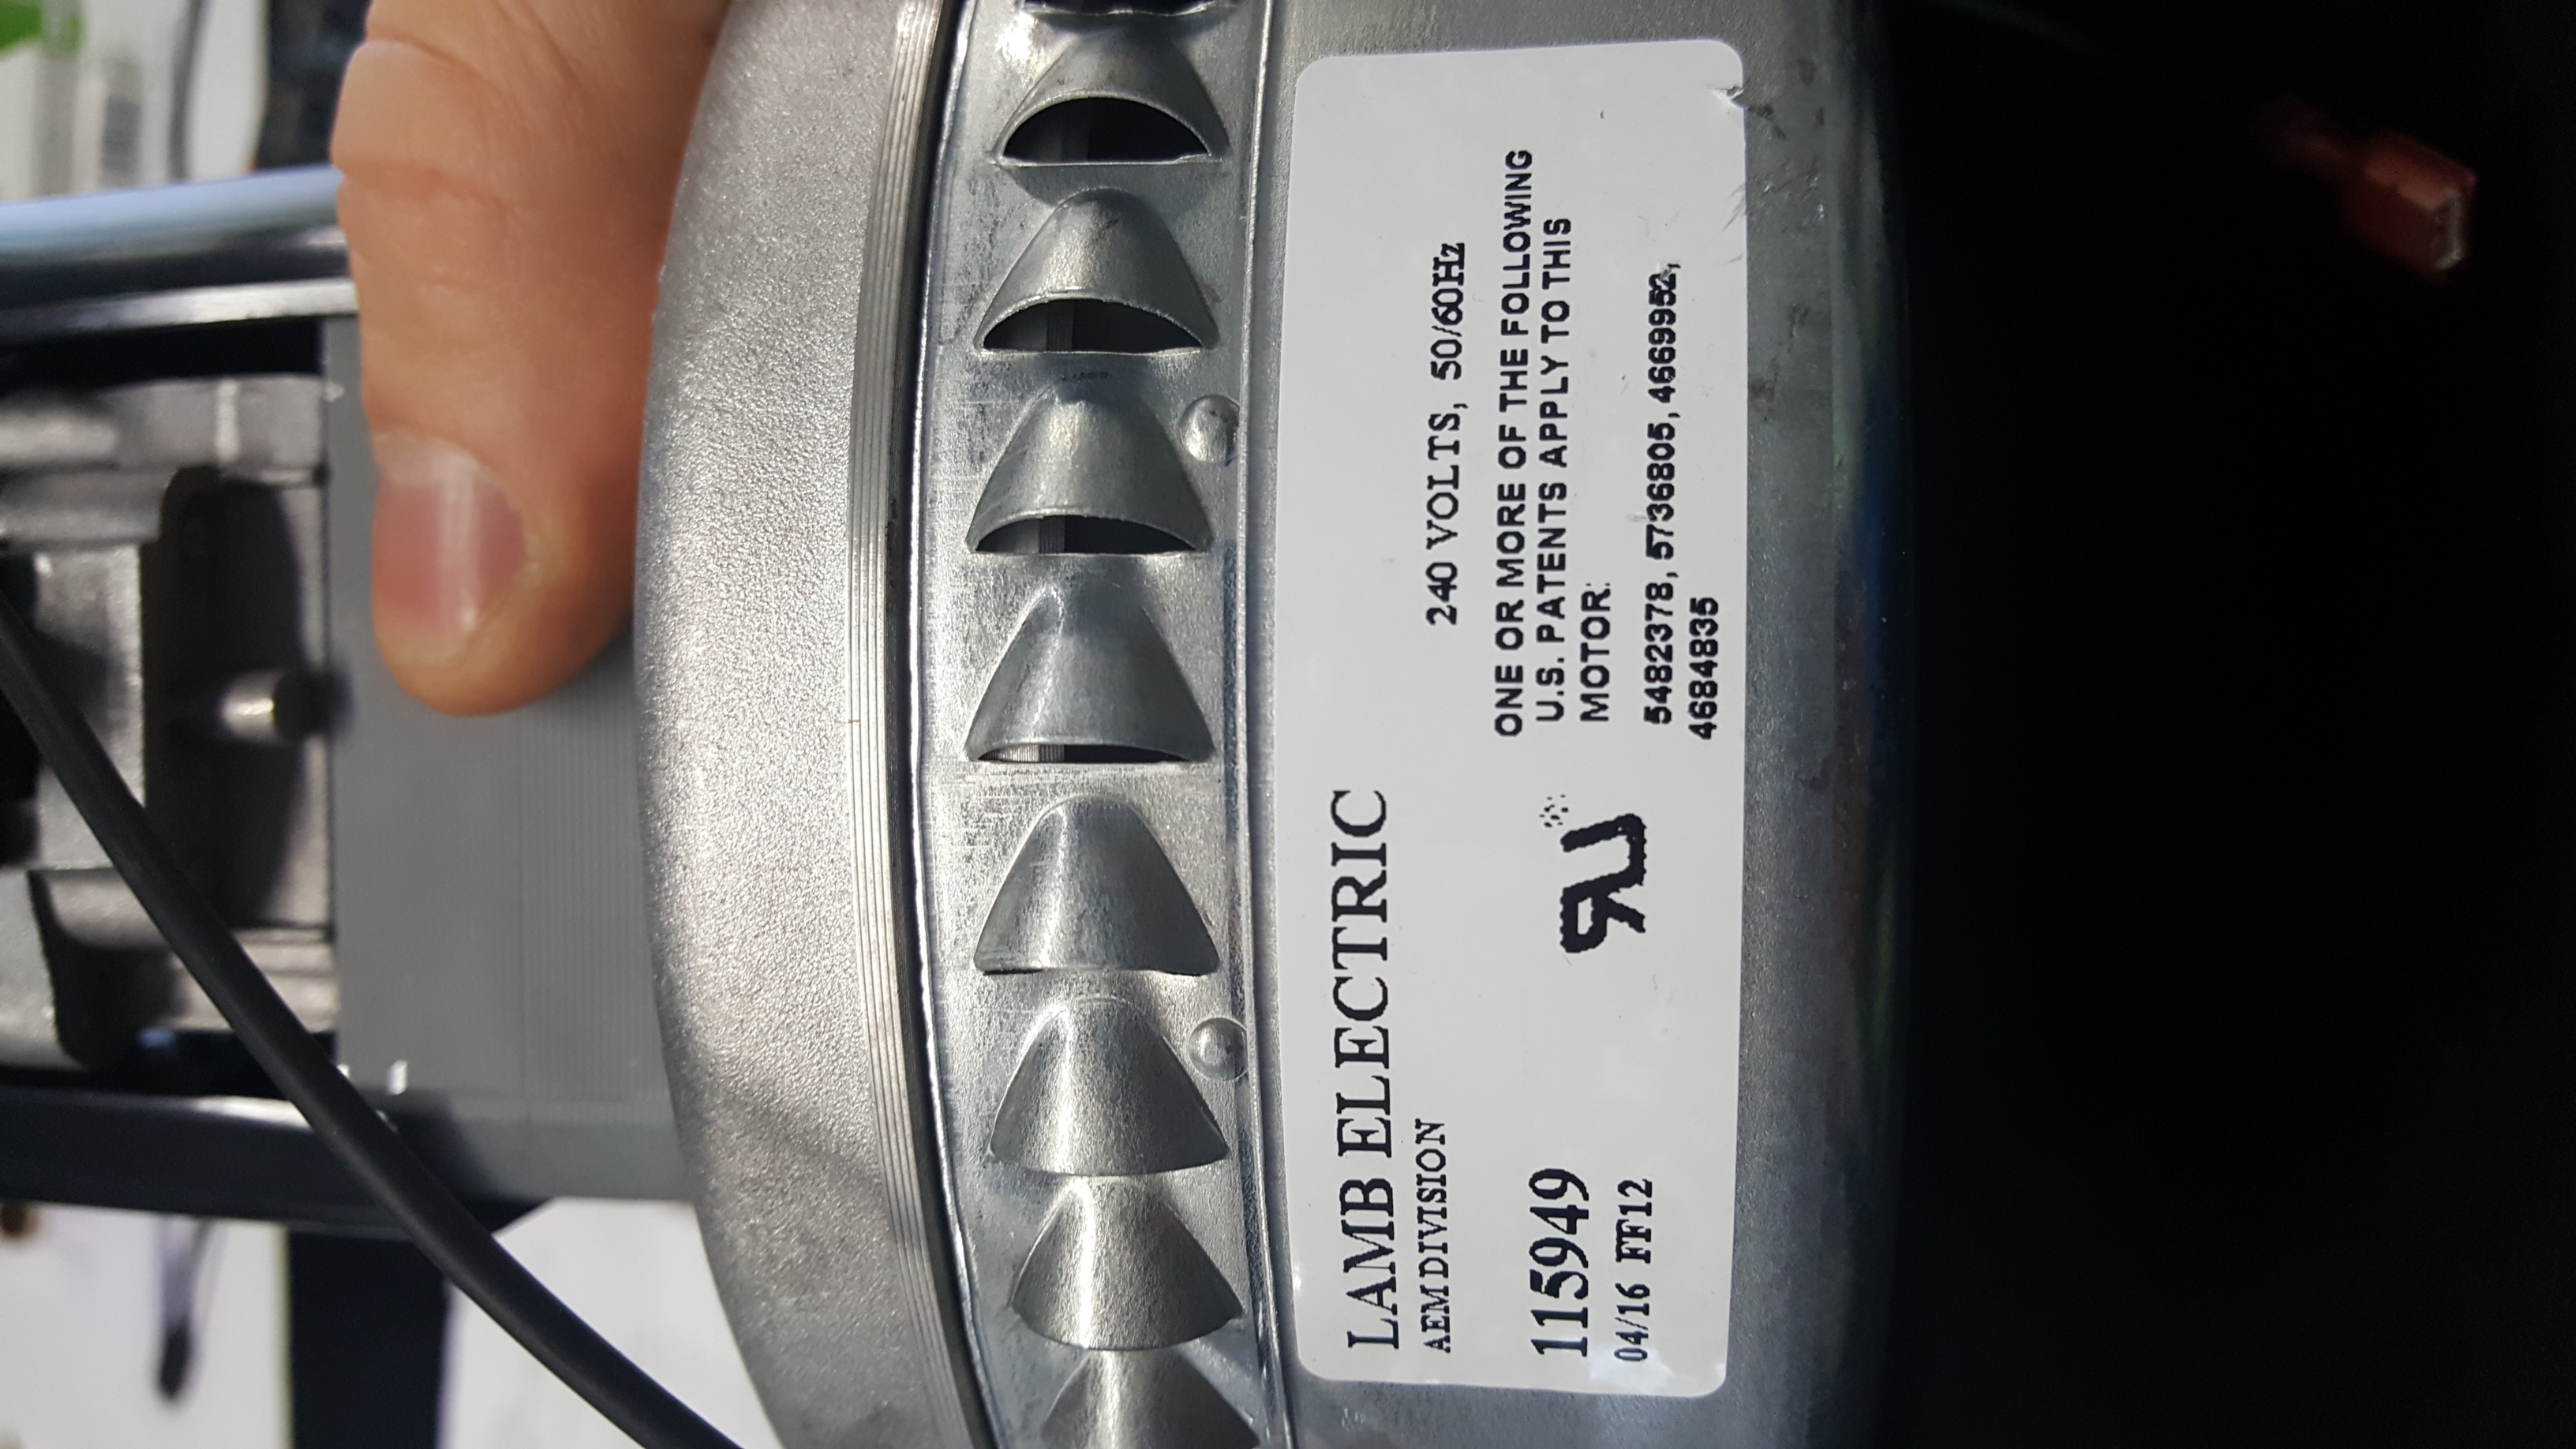 LAMB ELECTRIC
AEM DIVISION
240 VOLTS, 50/60Hz
115949
04/16 FF12
ONE OR MORE OF THE FOLLOWING
U.S. PATENTS APPLY TO THIS
MOTOR:
5482378, 5736805, 4669952,
4684835